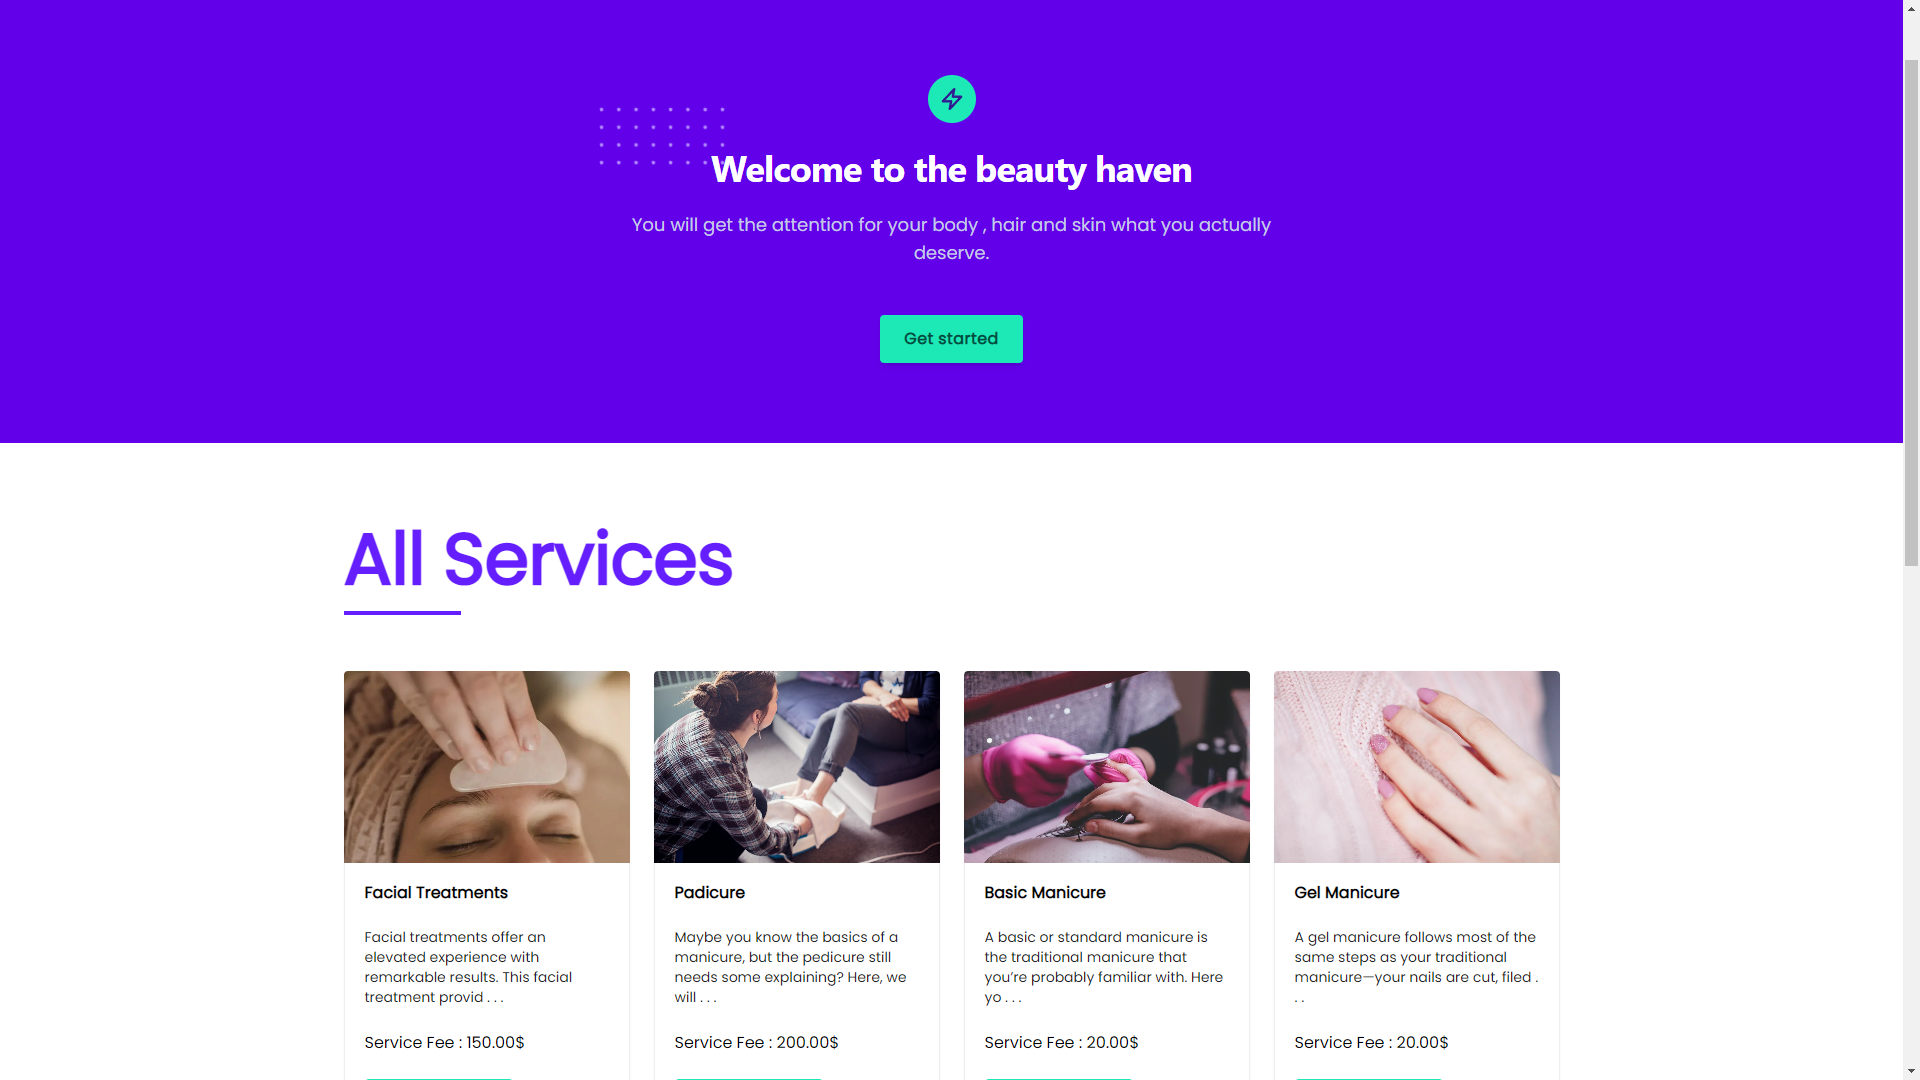 Welcome to the beauty haven
You will get the attention for your body , hair and skin what you actually
deserve.
Get started
All Services
Facial Treatments
Facial treatments offer an
elevated experience with
remarkable results. This facial
treatment provid . . .
Service Fee : 150.00$
Padicure
Maybe you know the basics of a
manicure, but the pedicure still
needs some explaining? Here, we
will . . .
Service Fee : 200.00$
Basic Manicure
A basic or standard manicure is
the traditional manicure that
you’re probably familiar with. Here
yo . . .
Service Fee : 20.00$
Gel Manicure
A gel manicure follows most of the
same steps as your traditional
manicure—your nails are cut, filed .
. .
Service Fee : 20.00$